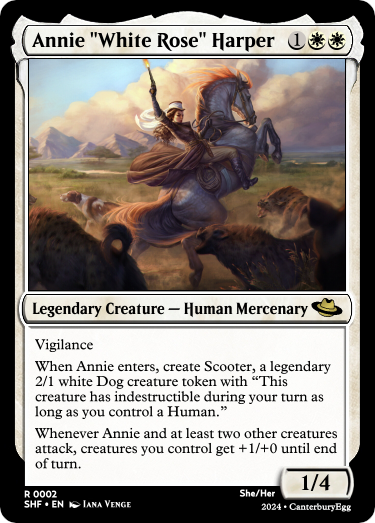 Annie "White Rose" Harper 1
Legendary Creature — Human Mercenary
Vigilance
When Annie enters, create Scooter, a legendary
2/1 white Dog creature token with “This
creature has indestructible during your turn as
long as you control a Human.”
Whenever Annie and at least two other creatures
attack, creatures you control get +1/+0 until end
of turn.
1/4
R 0002
SHF • EN Iana Venge
She/Her
2024 • CanterburyEgg